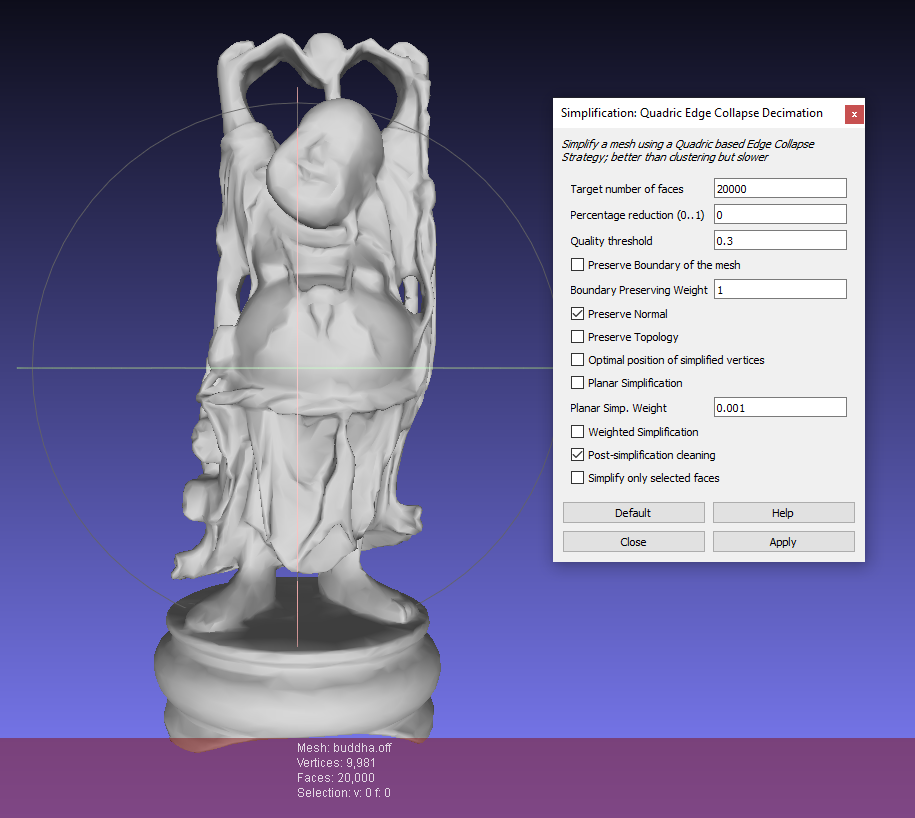 Simplification: Quadric Edge Collapse Decimation
x
Simplify a mesh using a Quadric based Edge Collapse
Strategy; better than clustering but slower
Target number of faces 20000
Percentage reduction (0..1) 0
Quality threshold 0.3
Preserve Boundary of the mesh
Boundary Preserving Weight 1
Preserve Normal
Preserve Topology
Optimal position of simplified vertices
Planar Simplification
Planar Simp. Weight 0.001
Weighted Simplification
Post-simplification cleaning
Simplify only selected faces
Default Help
Close Apply
Mesh: buddha.off
Vertices: 9,981
Faces: 20,000
Selection: v: 0 f: 0